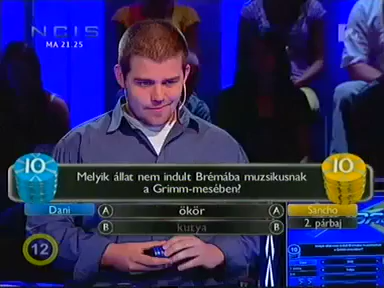 NCIS
MA 21.25
10
10
Melyik állat nem indult Brémába muzsikusnak
a Grimm-mesében?
Dani
A
ökör
Sancho
B
kutya
2. párbaj
12